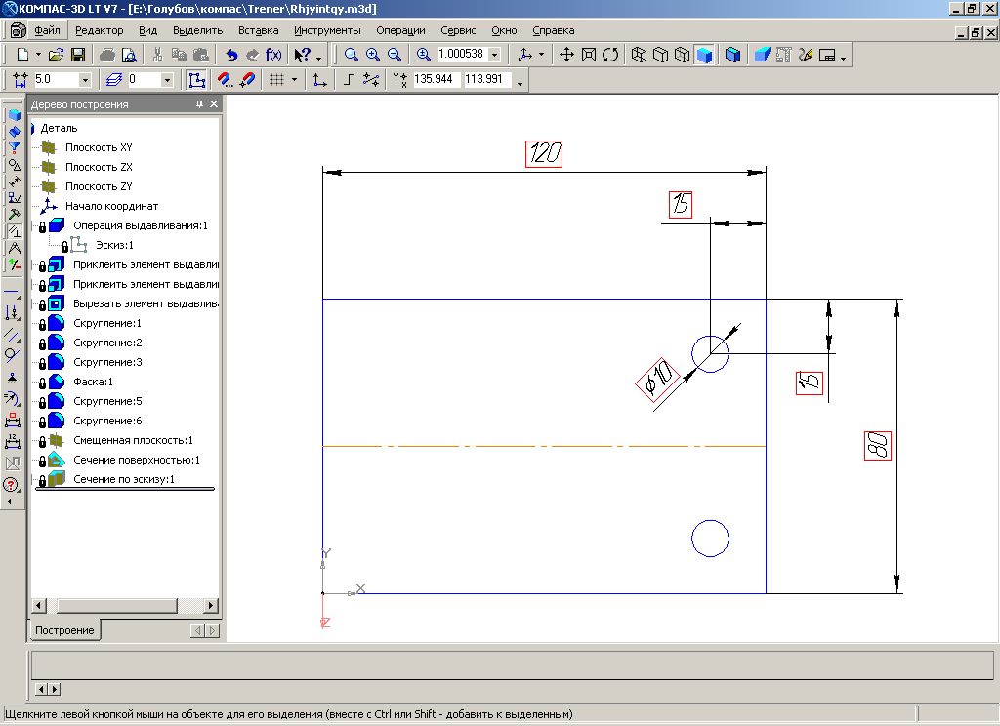 КОМПАС-3D LT V7 - [E:\Голубов\компас\Trener\Rhjyintqy.m3d]
Файл Редактор Вид Выделить Вставка Инструменты Операции Сервис Окно Справка
f(x) 1.000538
5.0 0 135.944 113.991
Дерево построения
Деталь
Плоскость XY
Плоскость ZX
Плоскость ZY
Начало координат
Операция выдавливания:1
Эскиз:1
Приклеить элемент выдавли
Приклеить элемент выдавли
Вырезать элемент выдавлив
Скругление:1
Скругление:2
Скругление:3
Фаска:1
Скругление:5
Скругление:6
Смещенная плоскость:1
Сечение поверхностью:1
Сечение по эскизу:1
Построение
120
15
ϕ10
15
80
Y
X
Z
Щелкните левой кнопкой мыши на объекте для его выделения (вместе с Ctrl или Shift - добавить к выделенным)